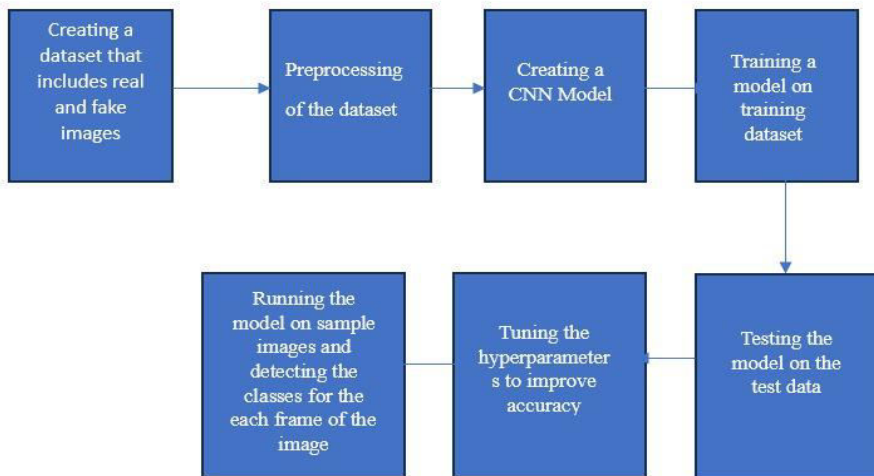 Creating a
dataset that
includes real
and fake
images
Preprocessing
of the dataset
Creating a
CNN Model
Training a
model on
training
dataset
Testing the
model on the
test data
Tuning the
hyperparameter
s to improve
accuracy
Running the
model on sample
images and
detecting the
classes for the
each frame of the
image